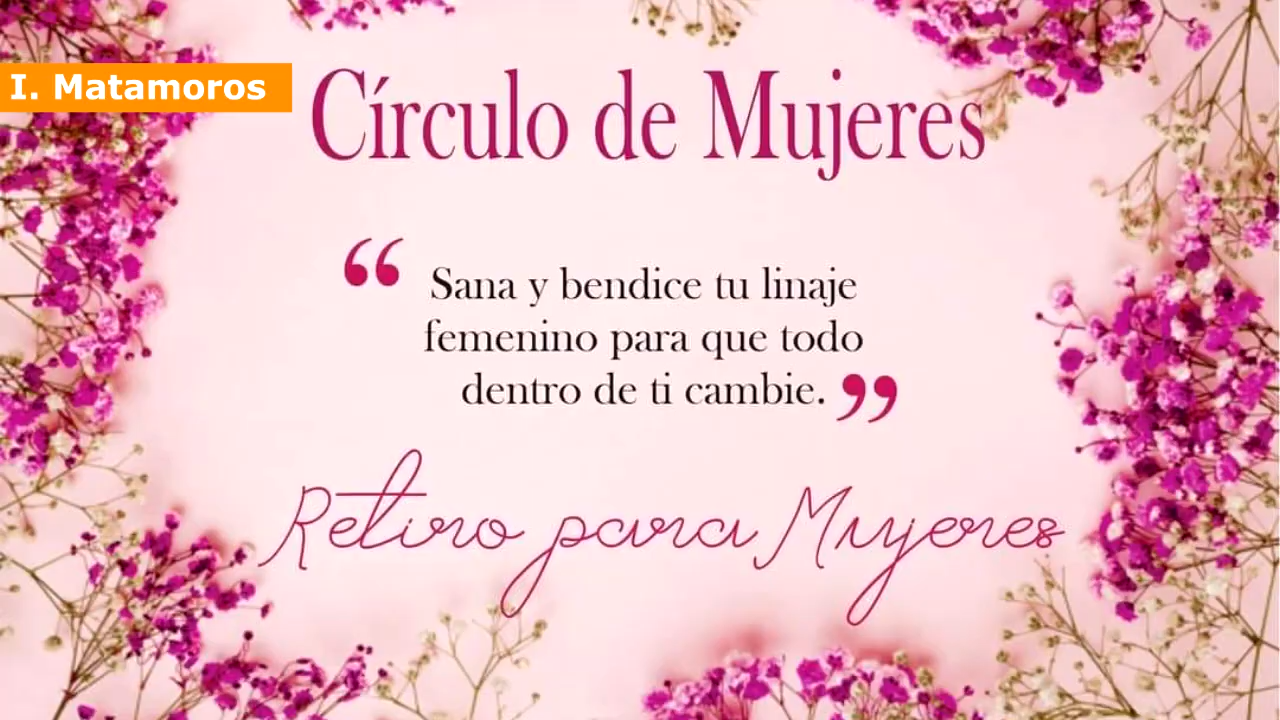 I. Matamoros
Círculo de Mujeres
“ Sana y bendice tu linaje
femenino para que todo
dentro de ti cambie. ”
Retiro para Mujeres